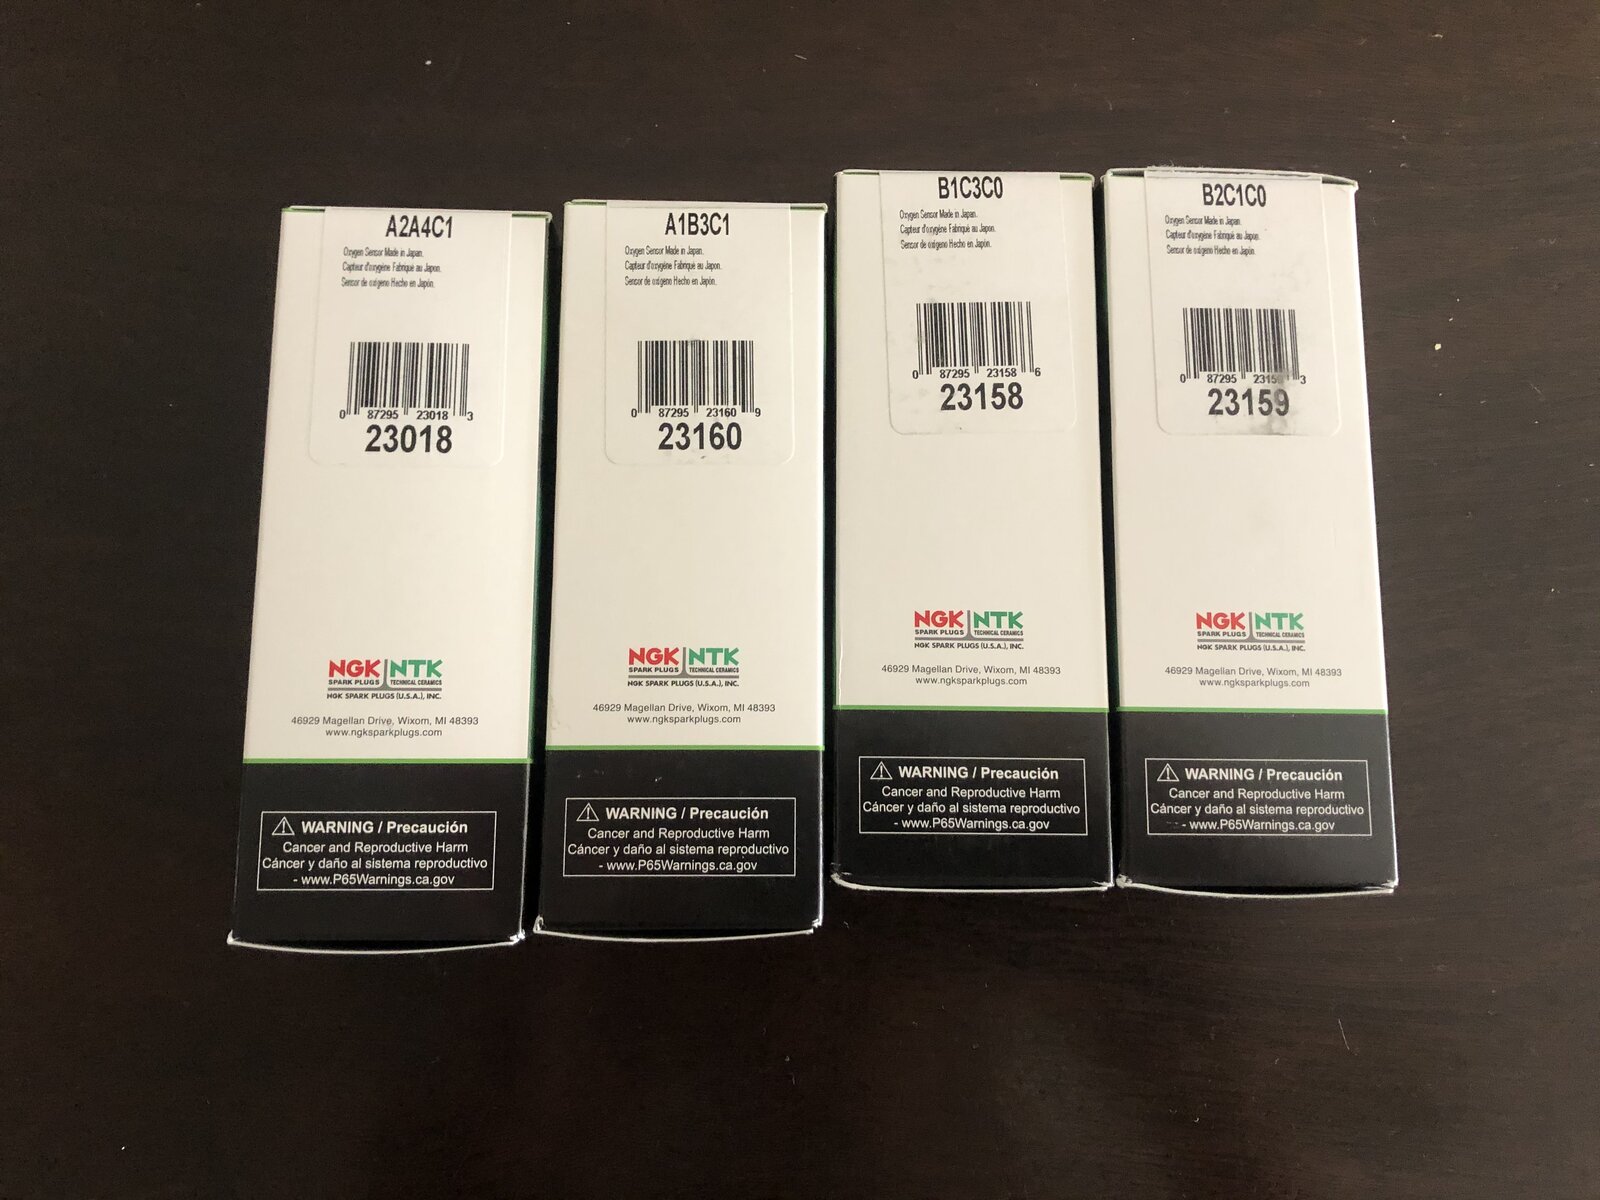 A2A4C1
Oxygen Sensor Made in Japan.
Capteur d'oxygène Fabriqué au Japon.
Sensor de oxígeno Hecho en Japón.
0 87295 23018 3
23018
NGK NTK
SPARK PLUGS TECHNICAL CERAMICS
NGK SPARK PLUGS (U.S.A.), INC.
46929 Magellan Drive, Wixom, MI 48393
www.ngksparkplugs.com
WARNING / Precaución
Cancer and Reproductive Harm
Cáncer y daño al sistema reproductivo
- www.P65Warnings.ca.gov
A1B3C1
Oxygen Sensor Made in Japan.
Capteur d'oxygène Fabriqué au Japon.
Sensor de oxígeno Hecho en Japón.
0 87295 23160 9
23160
NGK NTK
SPARK PLUGS TECHNICAL CERAMICS
NGK SPARK PLUGS (U.S.A.), INC.
46929 Magellan Drive, Wixom, MI 48393
www.ngksparkplugs.com
WARNING / Precaución
Cancer and Reproductive Harm
Cáncer y daño al sistema reproductivo
- www.P65Warnings.ca.gov
B1C3C0
Oxygen Sensor Made in Japan.
Capteur d'oxygène Fabriqué au Japon.
Sensor de oxígeno Hecho en Japón.
0 87295 23158 6
23158
NGK NTK
SPARK PLUGS TECHNICAL CERAMICS
NGK SPARK PLUGS (U.S.A.), INC.
46929 Magellan Drive, Wixom, MI 48393
www.ngksparkplugs.com
WARNING / Precaución
Cancer and Reproductive Harm
Cáncer y daño al sistema reproductivo
- www.P65Warnings.ca.gov
B2C1C0
Oxygen Sensor Made in Japan.
Capteur d'oxygène Fabriqué au Japon.
Sensor de oxígeno Hecho en Japón.
0 87295 23159 3
23159
NGK NTK
SPARK PLUGS TECHNICAL CERAMICS
NGK SPARK PLUGS (U.S.A.), INC.
46929 Magellan Drive, Wixom, MI 48393
www.ngksparkplugs.com
WARNING / Precaución
Cancer and Reproductive Harm
Cáncer y daño al sistema reproductivo
- www.P65Warnings.ca.gov